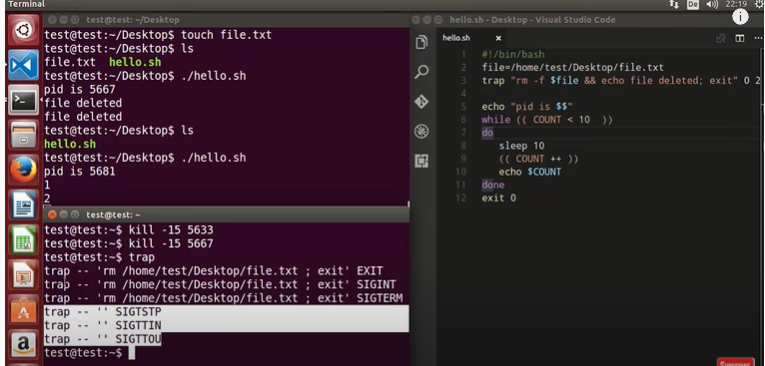 Terminal
De
22:19
~/Desktop
test@test:~/Desktop$ touch file.txt
test@test:~/Desktop$ ls
file.txt  hello.sh
test@test:~/Desktop$ ./hello.sh
pid is 5667
file deleted
file deleted
test@test:~/Desktop$ ls
hello.sh
test@test:~/Desktop$ ./hello.sh
pid is 5681
1
2
test@test: ~
test@test:~$ kill -15 5633
test@test:~$ kill -15 5667
test@test:~$ trap
trap -- 'rm /home/test/Desktop/file.txt ; exit' EXIT
trap -- 'rm /home/test/Desktop/file.txt ; exit' SIGINT
trap -- 'rm /home/test/Desktop/file.txt ; exit' SIGTERM
trap -- '' SIGTSTP
trap -- '' SIGTTIN
trap -- '' SIGTTOU
test@test:~$
hello.sh - Desktop - Visual Studio Code
hello.sh
1 #!/bin/bash
2 file=/home/test/Desktop/file.txt
3 trap "rm -f $file && echo file deleted; exit" 0 2
4
5 echo "pid is $$"
6 while (( COUNT < 10  ))
7 do
8    sleep 10
9    (( COUNT ++ ))
10    echo $COUNT
11 done
12 exit 0